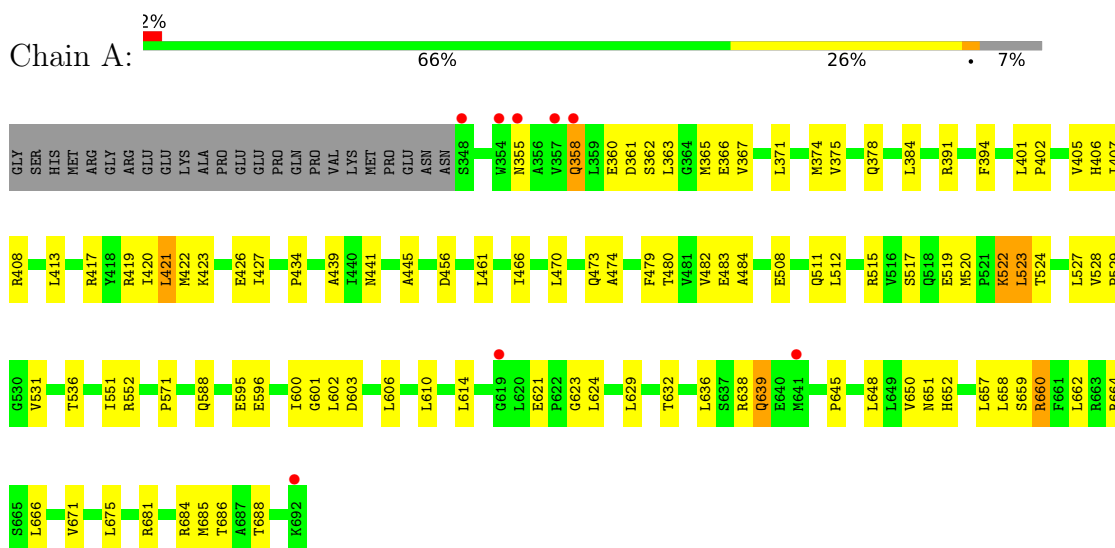 2%
Chain A:
66% 26% • 7%
GLY SER HIS MET ARG GLY ARG GLU GLU LYS ALA PRO GLU GLU PRO GLN PRO VAL LYS MET PRO GLU ASN ASN S348 W354 N355 A356 V357 Q358 L359 E360 D361 S362 L363 G364 M365 E366 V367 L371 M374 V375 Q378 L384 R391 F394 L401 P402 V405 H406 I407
R408 L413 R417 Y418 R419 I420 L421 M422 K423 E426 I427 P434 A439 I440 N441 A445 D456 L461 I466 L470 Q473 A474 F479 T480 V481 V482 E483 A484 E508 Q511 L512 R515 V516 S517 Q518 E519 M520 P521 K522 L523 T524 L527 V528
G530 V531 T536 I551 R552 P571 Q588 E595 E596 I600 G601 L602 D603 L606 L610 L614 G619 L620 E621 P622 G623 L624 L629 T632 L636 S637 R638 Q639 E640 M641 P645 L648 L649 V650 N651 H652 L657 L658 S659 R660 F661 L662 R663
S665 L666 V671 L675 R681 R684 M685 T686 A687 T688 K692